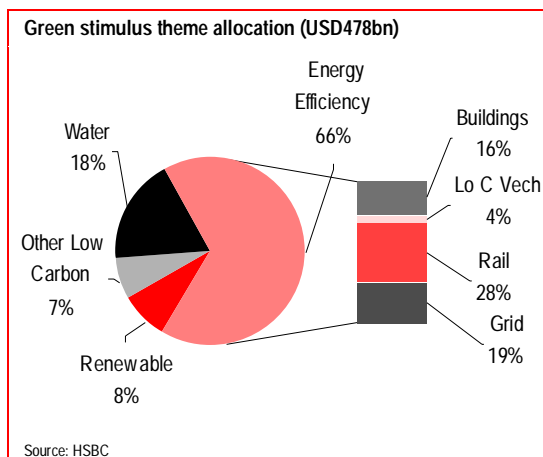 Green stimulus theme allocation (USD478bn)
Energy
Efficiency
66%
Water
18%
Other Low
Carbon
7%
Renewable
8%
Buildings
16%
Lo C Vech
4%
Rail
28%
Grid
19%
Source: HSBC